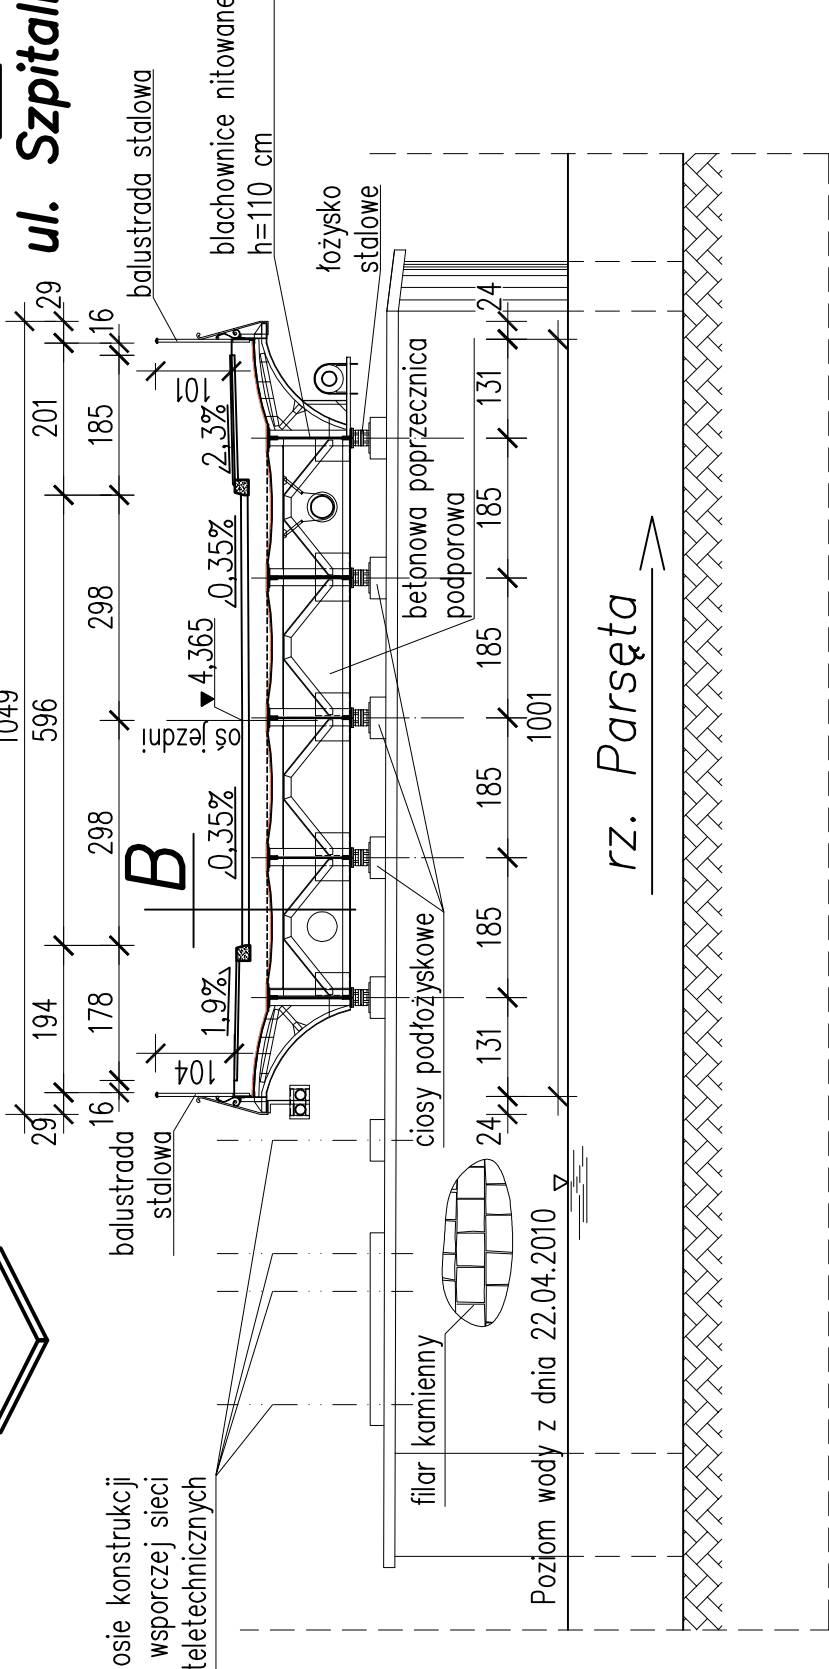 ul. Szpital
1049
29
194
596
201
29
16
178
298
298
185
16
balustrada stalowa
balustrada
stalowa
104
1,9%
B
0,35%
oś jezdni
4,365
0,35%
2,3%
101
blachownice nitowane
h=110 cm
łożysko
stalowe
osie konstrukcji
wsporczej sieci
teletechnicznych
filar kamienny
ciosy podłożyskowe
betonowa poprzecznica
podporowa
24
131
185
185
185
185
131
24
1001
Poziom wody z dnia 22.04.2010
rz. Parsęta